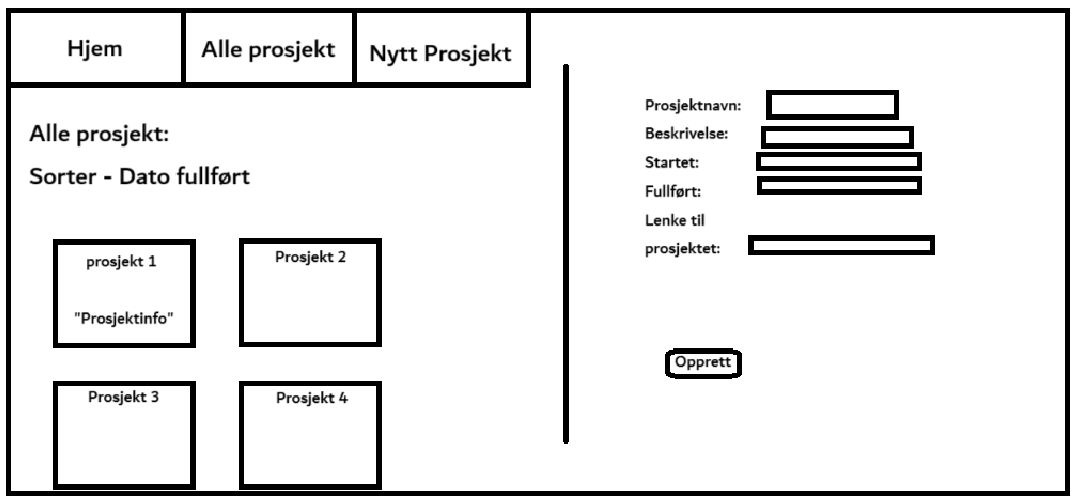 Hjem
Alle prosjekt
Nytt Prosjekt
Alle prosjekt:
Sorter - Dato fullført
prosjekt 1
"Prosjektinfo"
Prosjekt 2
Prosjekt 3
Prosjekt 4
Prosjektnavn:
Beskrivelse:
Startet:
Fullført:
Lenke til
prosjektet:
Opprett